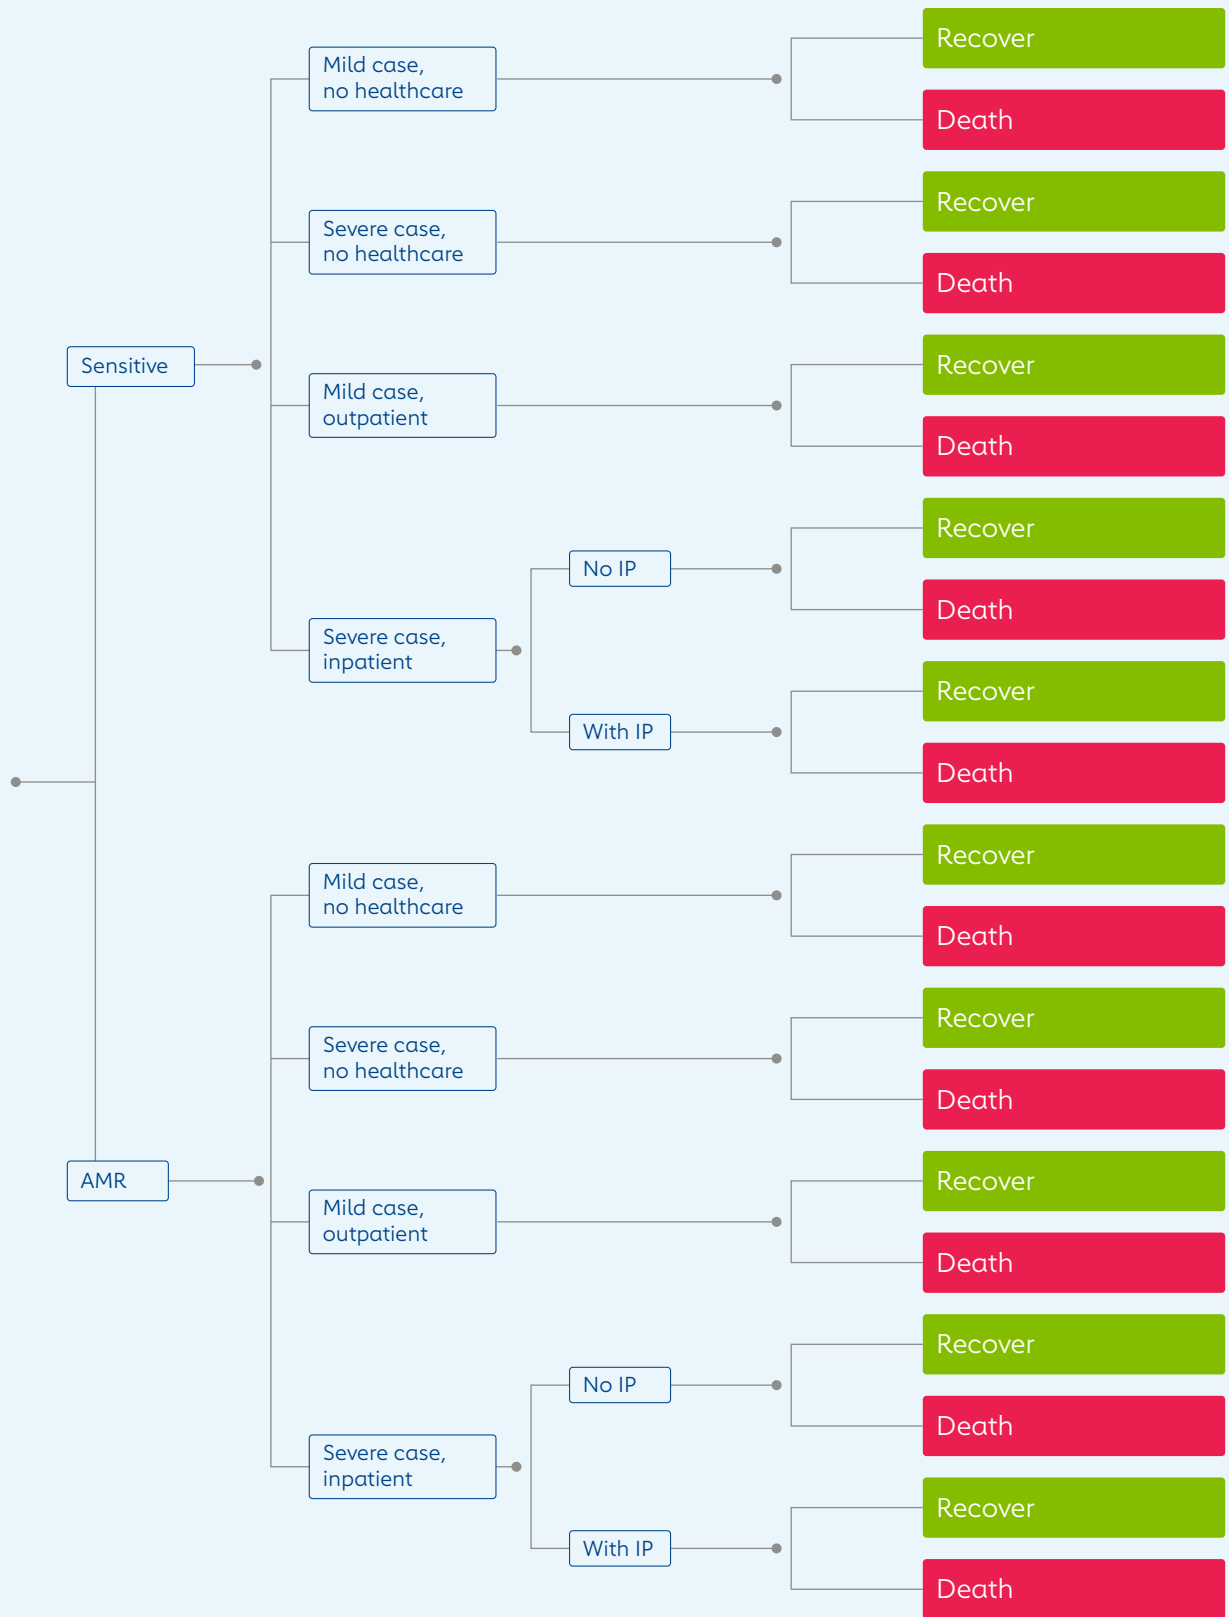 Recover
Mild case,
no healthcare
Death
Recover
Severe case,
no healthcare
Death
Recover
Sensitive
Mild case,
outpatient
Death
Recover
No IP
Death
Severe case,
inpatient
Recover
With IP
Death
Recover
Mild case,
no healthcare
Death
Recover
Severe case,
no healthcare
Death
Recover
AMR
Mild case,
outpatient
Death
Recover
No IP
Death
Severe case,
inpatient
Recover
With IP
Death